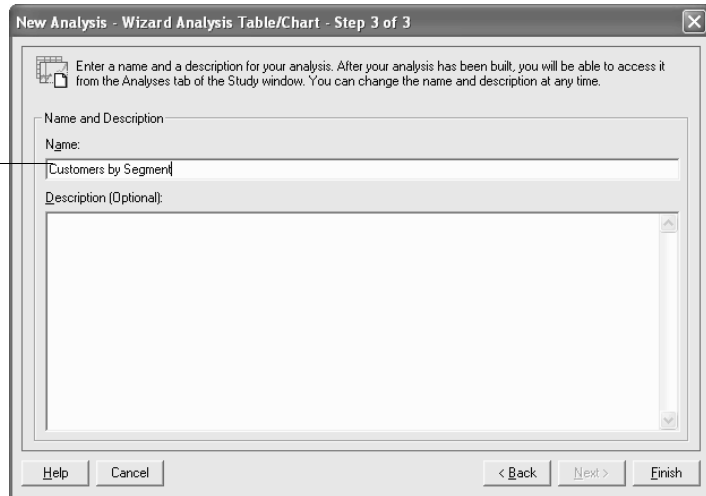 New Analysis - Wizard Analysis Table/Chart - Step 3 of 3
Enter a name and a description for your analysis. After your analysis has been built, you will be able to access it
from the Analyses tab of the Study window. You can change the name and description at any time.
Name and Description
Name:
Customers by Segment
Description (Optional):
Help
Cancel
< Back
Next >
Finish